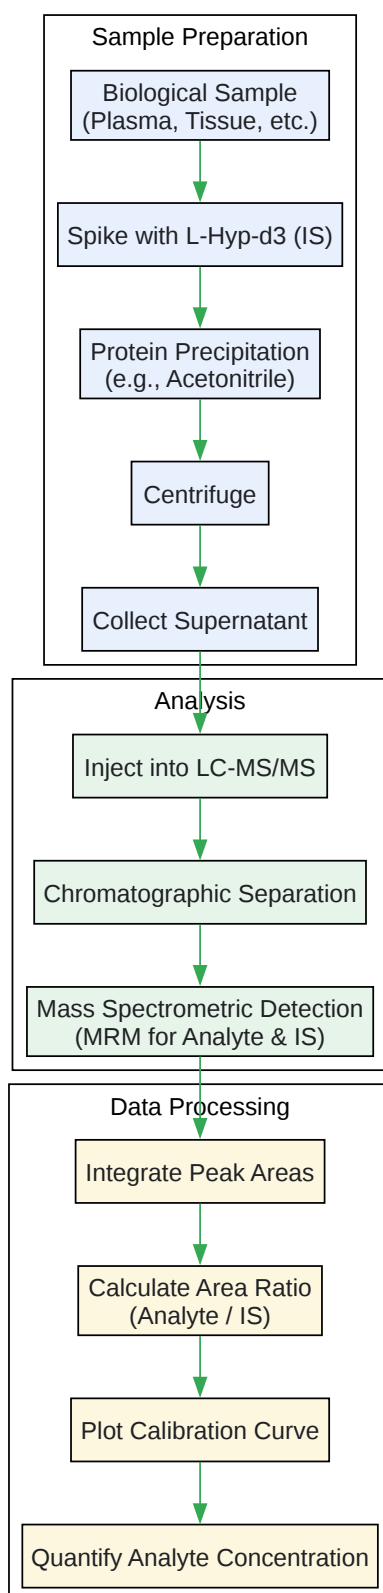 Sample Preparation
Biological Sample
(Plasma, Tissue, etc.)
Spike with L-Hyp-d3 (IS)
Protein Precipitation
(e.g., Acetonitrile)
Centrifuge
Collect Supernatant
Analysis
Inject into LC-MS/MS
Chromatographic Separation
Mass Spectrometric Detection
(MRM for Analyte & IS)
Data Processing
Integrate Peak Areas
Calculate Area Ratio
(Analyte / IS)
Plot Calibration Curve
Quantify Analyte Concentration